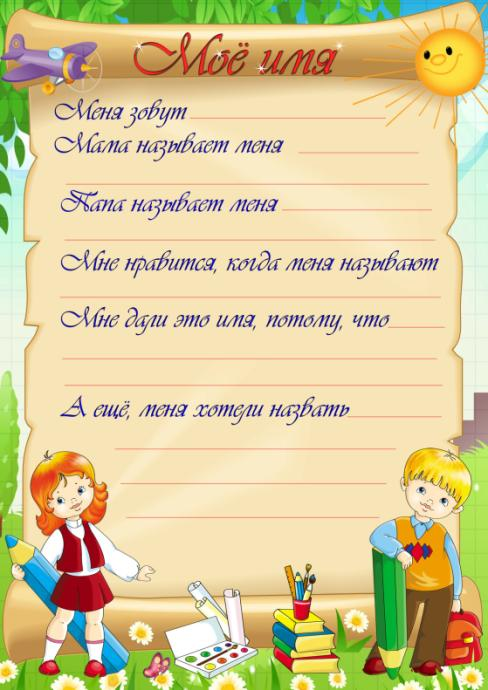 Моё имя
Меня зовут
Мама называет меня
Папа называет меня
Мне нравится, когда меня называют
Мне дали это имя, потому, что
А ещё, меня хотели назвать